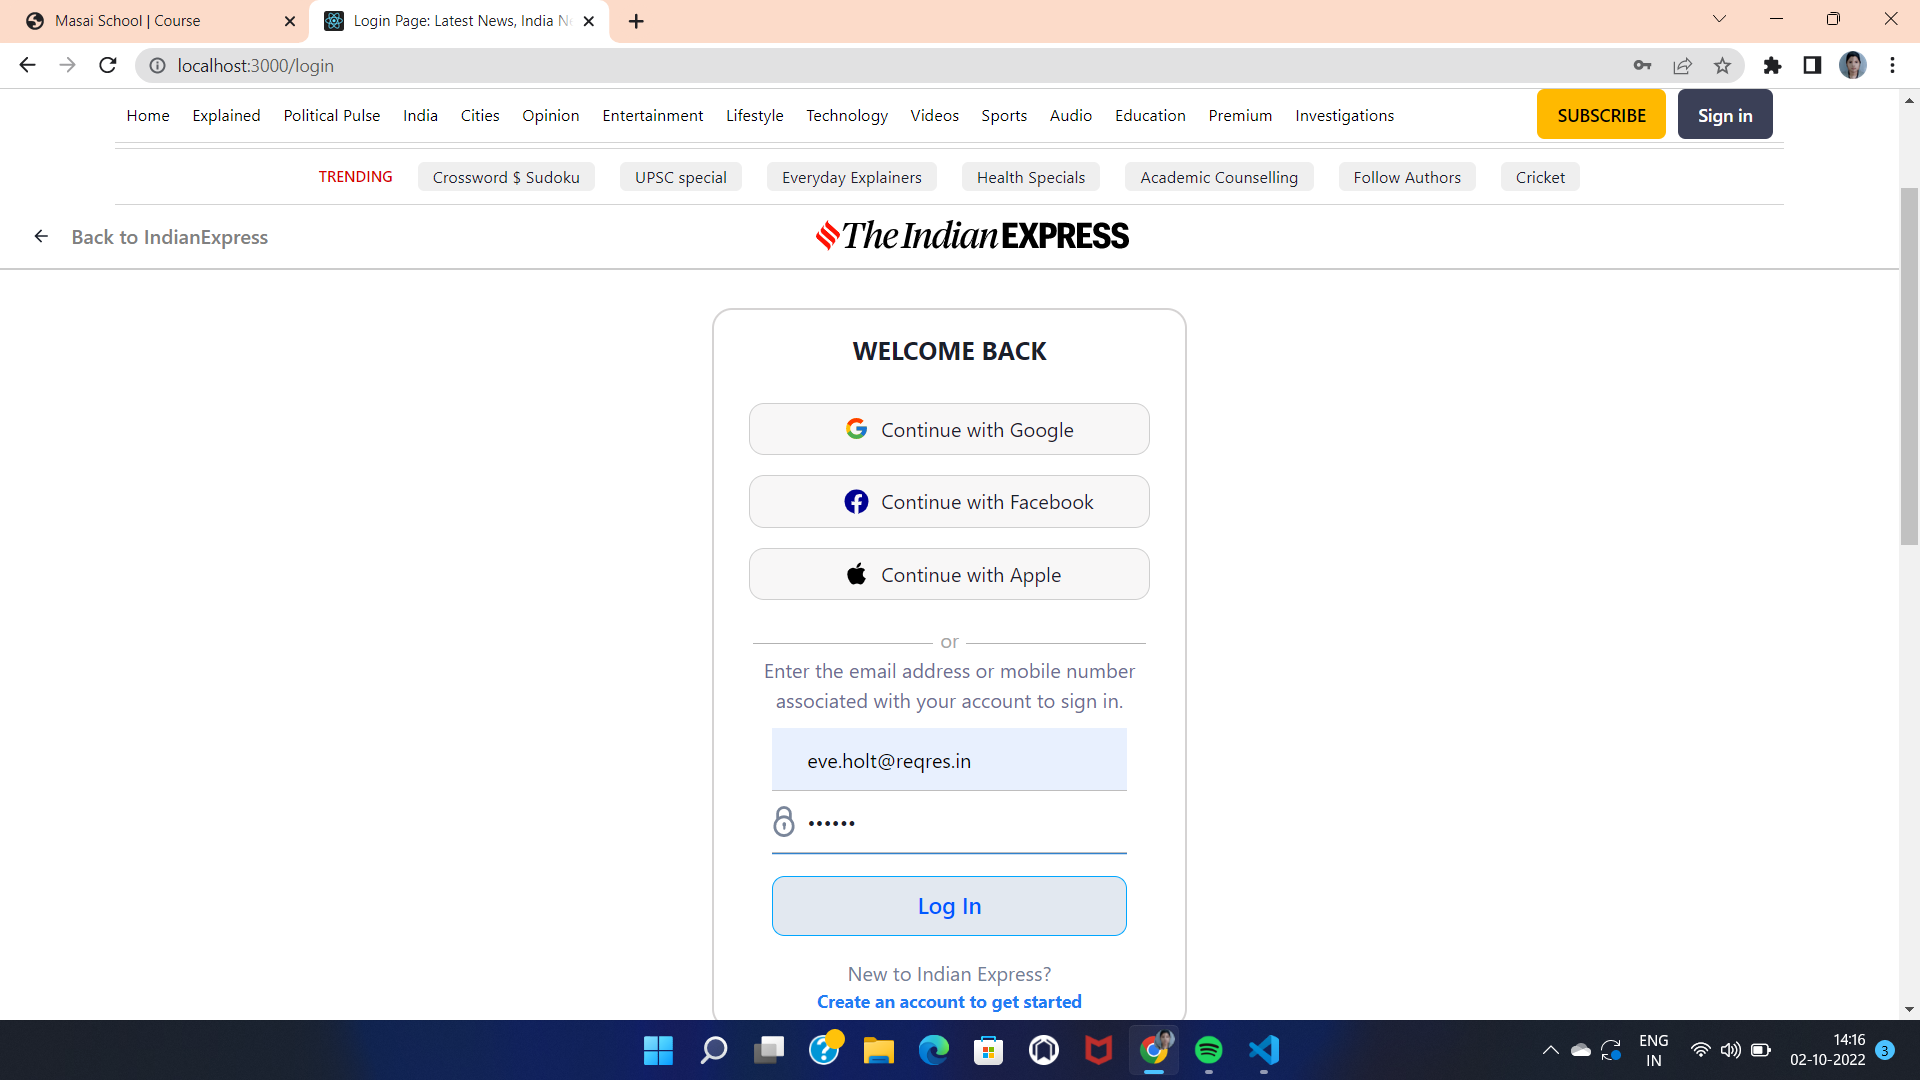 Masai School | Course
Login Page: Latest News, India N
localhost:3000/login
Home Explained Political Pulse India Cities Opinion Entertainment Lifestyle Technology Videos Sports Audio Education Premium Investigations SUBSCRIBE Sign in
TRENDING Crossword $ Sudoku UPSC special Everyday Explainers Health Specials Academic Counselling Follow Authors Cricket
Back to IndianExpress
The Indian EXPRESS
WELCOME BACK
Continue with Google
Continue with Facebook
Continue with Apple
or
Enter the email address or mobile number
associated with your account to sign in.
eve.holt@reqres.in
••••••
Log In
New to Indian Express?
Create an account to get started
ENG
IN
14:16
02-10-2022
3